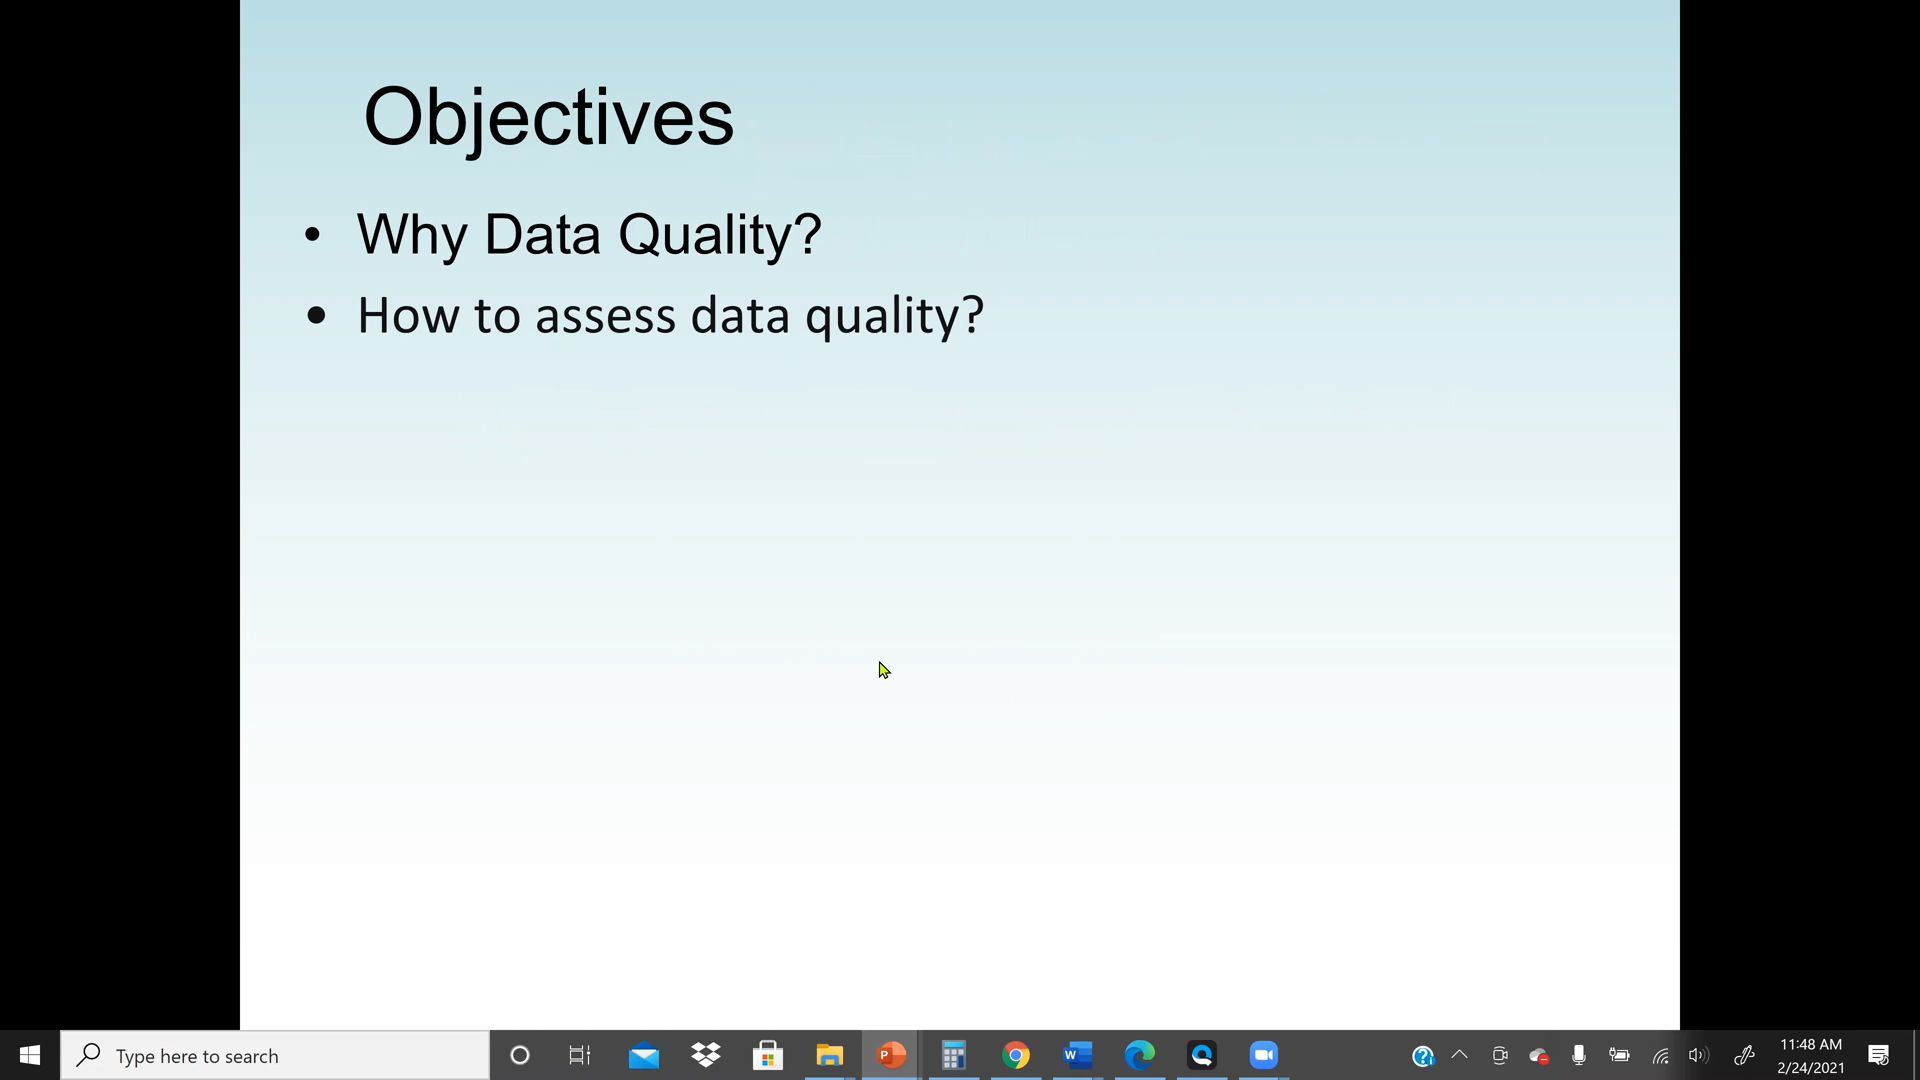 Objectives
• Why Data Quality?
• How to assess data quality?
Type here to search
11:48 AM
2/24/2021